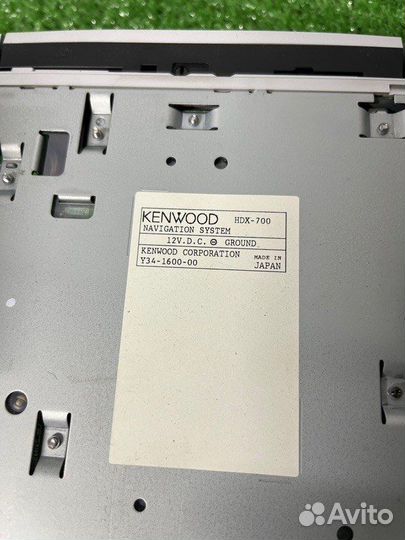 KENWOOD HDX-700
NAVIGATION SYSTEM
12V.D.C. ⊖ GROUND
KENWOOD CORPORATION MADE IN JAPAN
Y34-1600-00
Avito